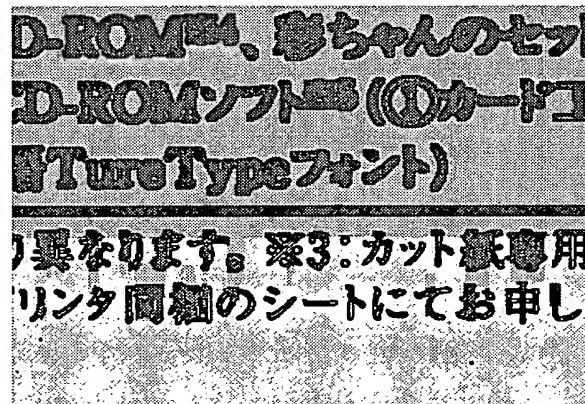 D-ROM※4、彩ちゃんのセット
CD-ROMソフト※5(①カードコ
TureTypeフォント)
り異なります。※3:カット紙専用
リンタ同梱のシートにてお申し